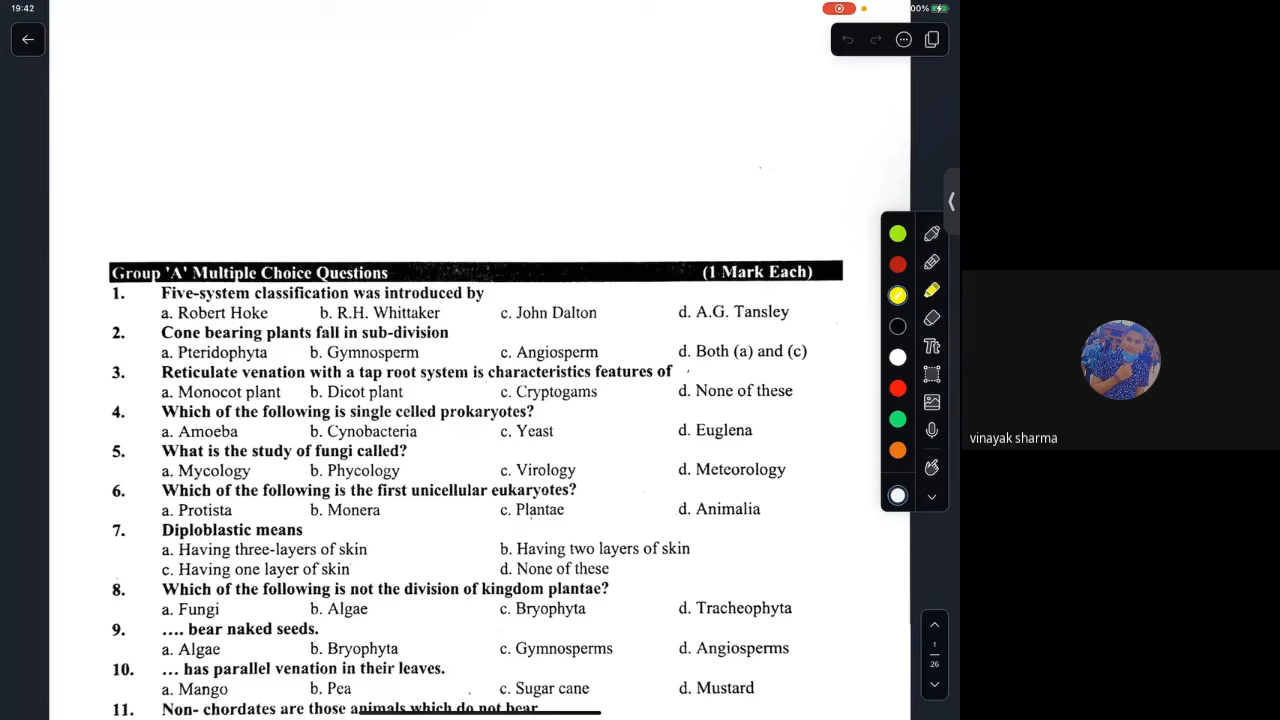 19:42
00%
Group 'A' Multiple Choice Questions (1 Mark Each)
1. Five-system classification was introduced by
a. Robert Hoke b. R.H. Whittaker c. John Dalton d. A.G. Tansley
2. Cone bearing plants fall in sub-division
a. Pteridophyta b. Gymnosperm c. Angiosperm d. Both (a) and (c)
3. Reticulate venation with a tap root system is characteristics features of
a. Monocot plant b. Dicot plant c. Cryptogams d. None of these
4. Which of the following is single celled prokaryotes?
a. Amoeba b. Cynobacteria c. Yeast d. Euglena
5. What is the study of fungi called?
a. Mycology b. Phycology c. Virology d. Meteorology
6. Which of the following is the first unicellular eukaryotes?
a. Protista b. Monera c. Plantae d. Animalia
7. Diploblastic means
a. Having three-layers of skin b. Having two layers of skin
c. Having one layer of skin d. None of these
8. Which of the following is not the division of kingdom plantae?
a. Fungi b. Algae c. Bryophyta d. Tracheophyta
9. .... bear naked seeds.
a. Algae b. Bryophyta c. Gymnosperms d. Angiosperms
10. ... has parallel venation in their leaves.
a. Mango b. Pea c. Sugar cane d. Mustard
11. Non- chordates are those animals which do not bear
Tt
1
26
vinayak sharma